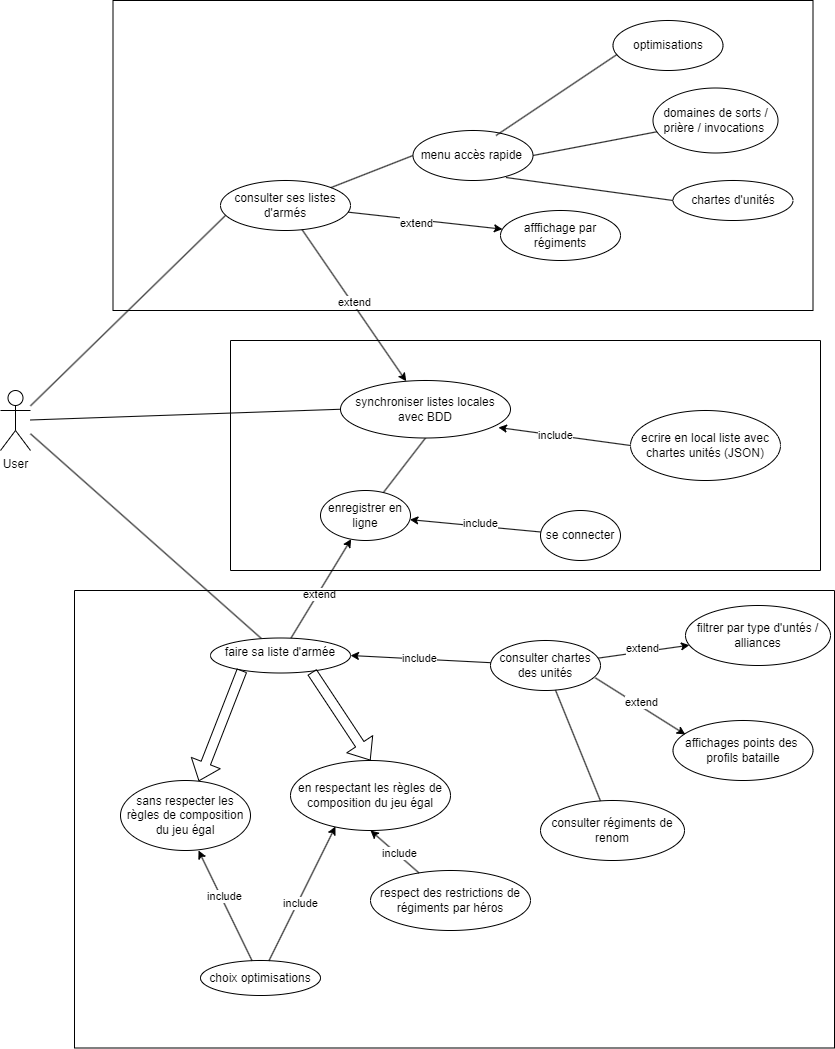 optimisations
domaines de sorts /
prière / invocations
menu accès rapide
chartes d'unités
consulter ses listes
d'armés
extend
afffichage par
régiments
extend
synchroniser listes locales
avec BDD
include
ecrire en local liste avec
chartes unités (JSON)
User
enregistrer en
ligne
include
se connecter
extend
faire sa liste d'armée
include
consulter chartes
des unités
extend
filtrer par type d'untés /
alliances
extend
affichages points des
profils bataille
sans respecter les
règles de composition
du jeu égal
en respectant les règles de
composition du jeu égal
consulter régiments de
renom
include
respect des restrictions de
régiments par héros
include
include
choix optimisations